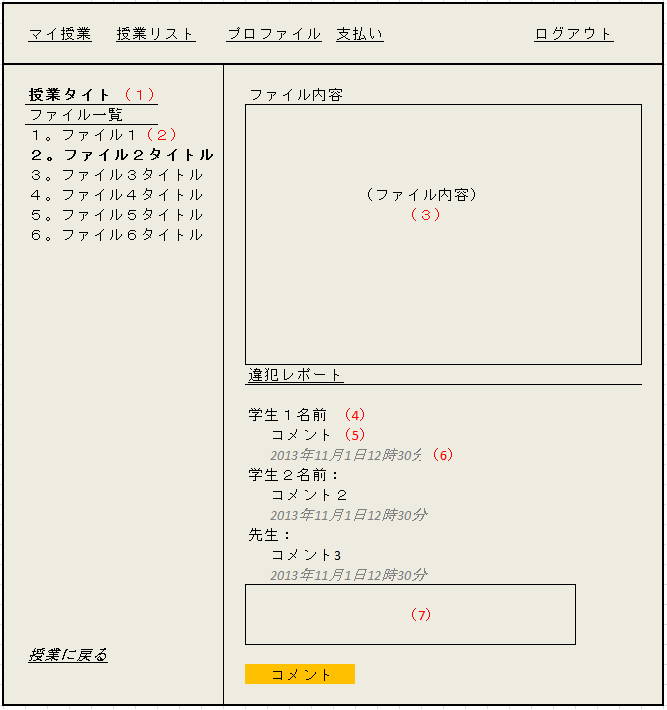 マイ授業 授業リスト プロファイル 支払い ログアウト
授業タイト（1）
ファイル一覧
１。ファイル１（2）
２。ファイル２タイトル
３。ファイル３タイトル
４。ファイル４タイトル
５。ファイル５タイトル
６。ファイル６タイトル
授業に戻る
ファイル内容
（ファイル内容）
（３）
違犯レポート
学生１名前 （4）
コメント （5）
2013年11月1日12時30分 （6）
学生２名前：
コメント２
2013年11月1日12時30分
先生：
コメント3
2013年11月1日12時30分
（7）
コメント